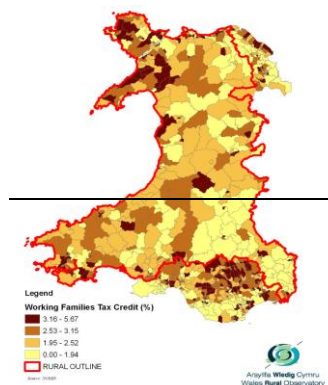 Legend
Working Families Tax Credit (%)
3.16 - 5.67
2.53 - 3.15
1.95 - 2.52
0.00 - 1.94
RURAL OUTLINE
Arsyllfa Wledig Cymru
Wales Rural Observatory